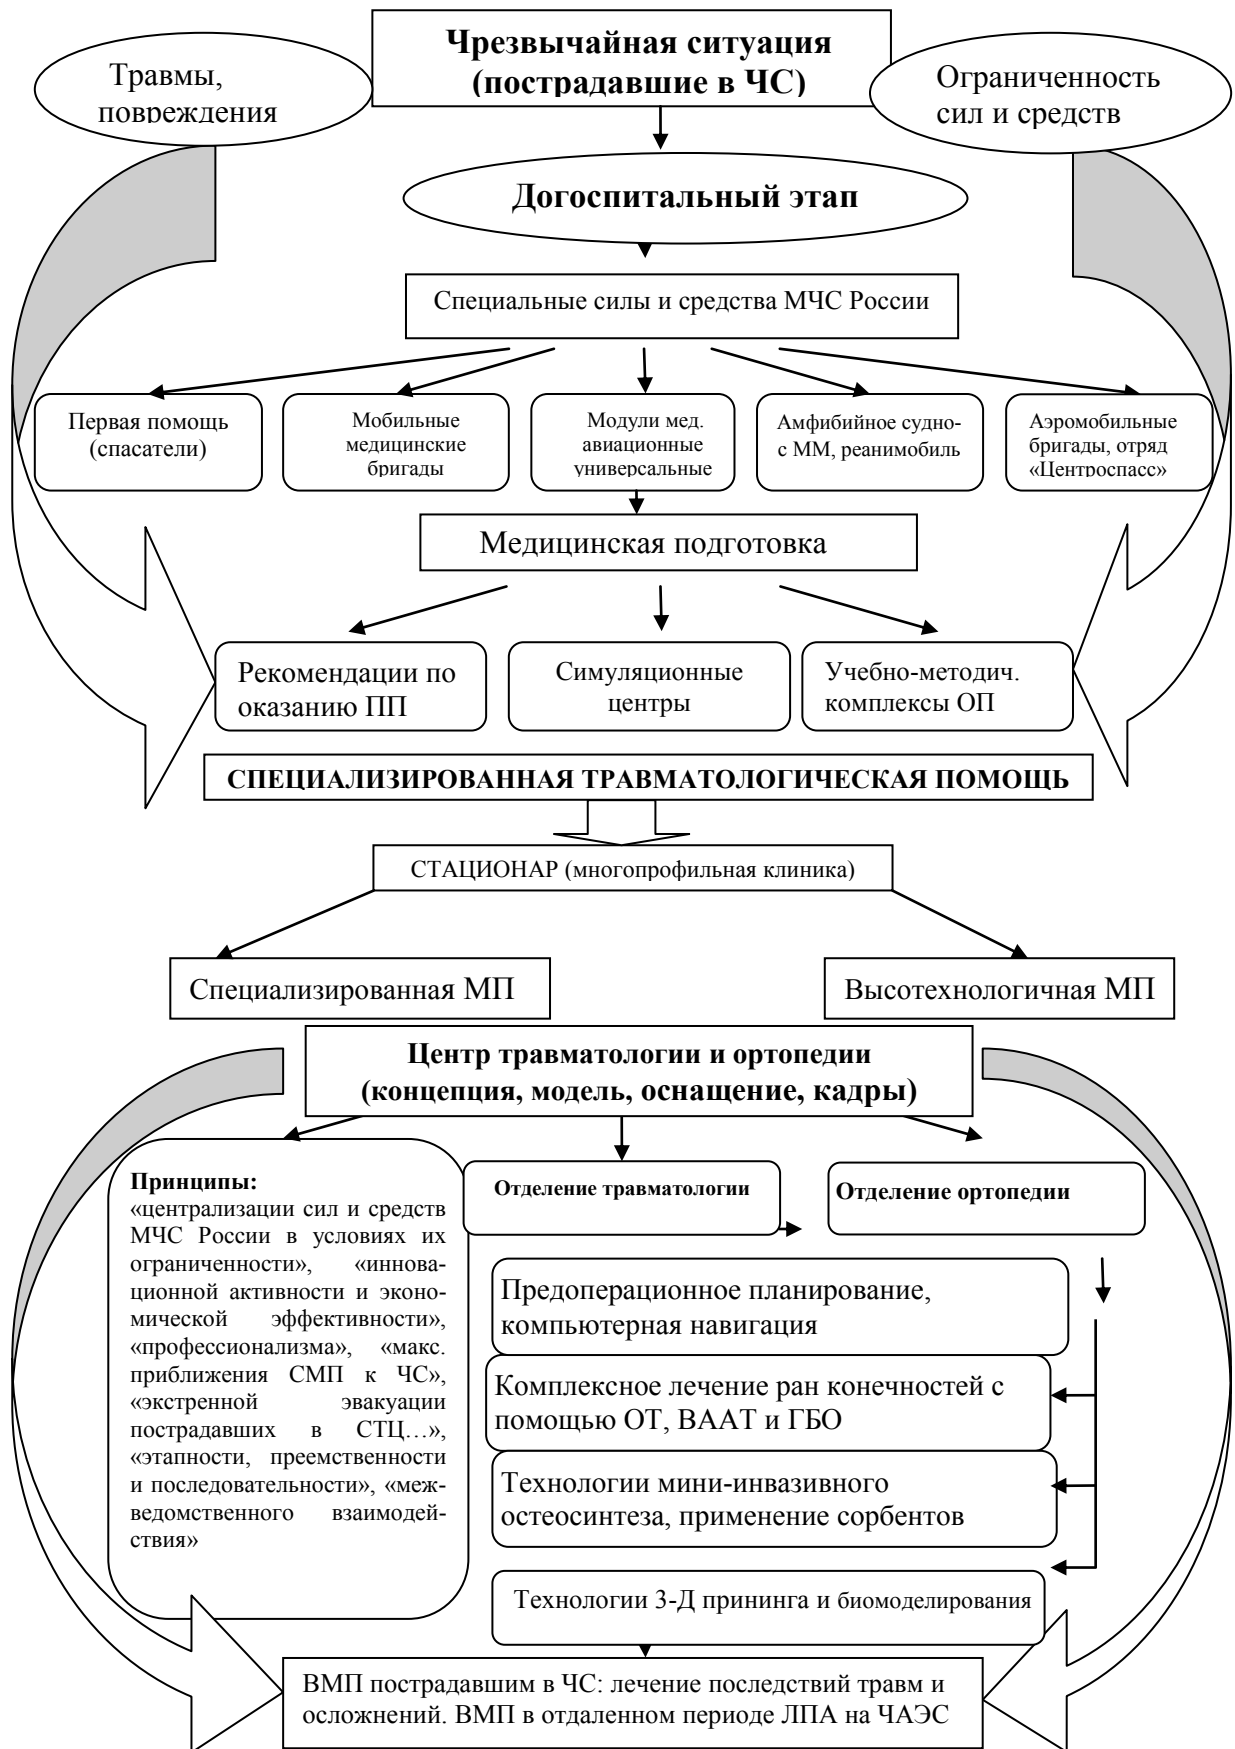 Чрезвычайная ситуация
(пострадавшие в ЧС)
Травмы,
повреждения
Ограниченность
сил и средств
Догоспитальный этап
Специальные силы и средства МЧС России
Первая помощь
(спасатели)
Мобильные
медицинские
бригады
Модули мед.
авиационные
универсальные
Амфибийное судно-
с ММ, реанимобиль
Аэромобильные
бригады, отряд
«Центроспасс»
Медицинская подготовка
Рекомендации по
оказанию ПП
Симуляционные
центры
Учебно-методич.
комплексы ОП
СПЕЦИАЛИЗИРОВАННАЯ ТРАВМАТОЛОГИЧЕСКАЯ ПОМОЩЬ
СТАЦИОНАР (многопрофильная клиника)
Специализированная МП
Высотехнологичная МП
Центр травматологии и ортопедии
(концепция, модель, оснащение, кадры)
Принципы:
«централизации сил и средств
МЧС России в условиях их
ограниченности», «иннова-
ционной активности и эконо-
мической эффективности»,
«профессионализма», «макс.
приближения СМП к ЧС»,
«экстренной эвакуации
пострадавших в СТЦ…»,
«этапности, преемственности
и последовательности», «меж-
ведомственного взаимодей-
ствия»
Отделение травматологии
Отделение ортопедии
Предоперационное планирование,
компьютерная навигация
Комплексное лечение ран конечностей с
помощью ОТ, ВААТ и ГБО
Технологии мини-инвазивного
остеосинтеза, применение сорбентов
Технологии 3-Д прининга и биомоделирования
ВМП пострадавшим в ЧС: лечение последствий травм и
осложнений. ВМП в отдаленном периоде ЛПА на ЧАЭС